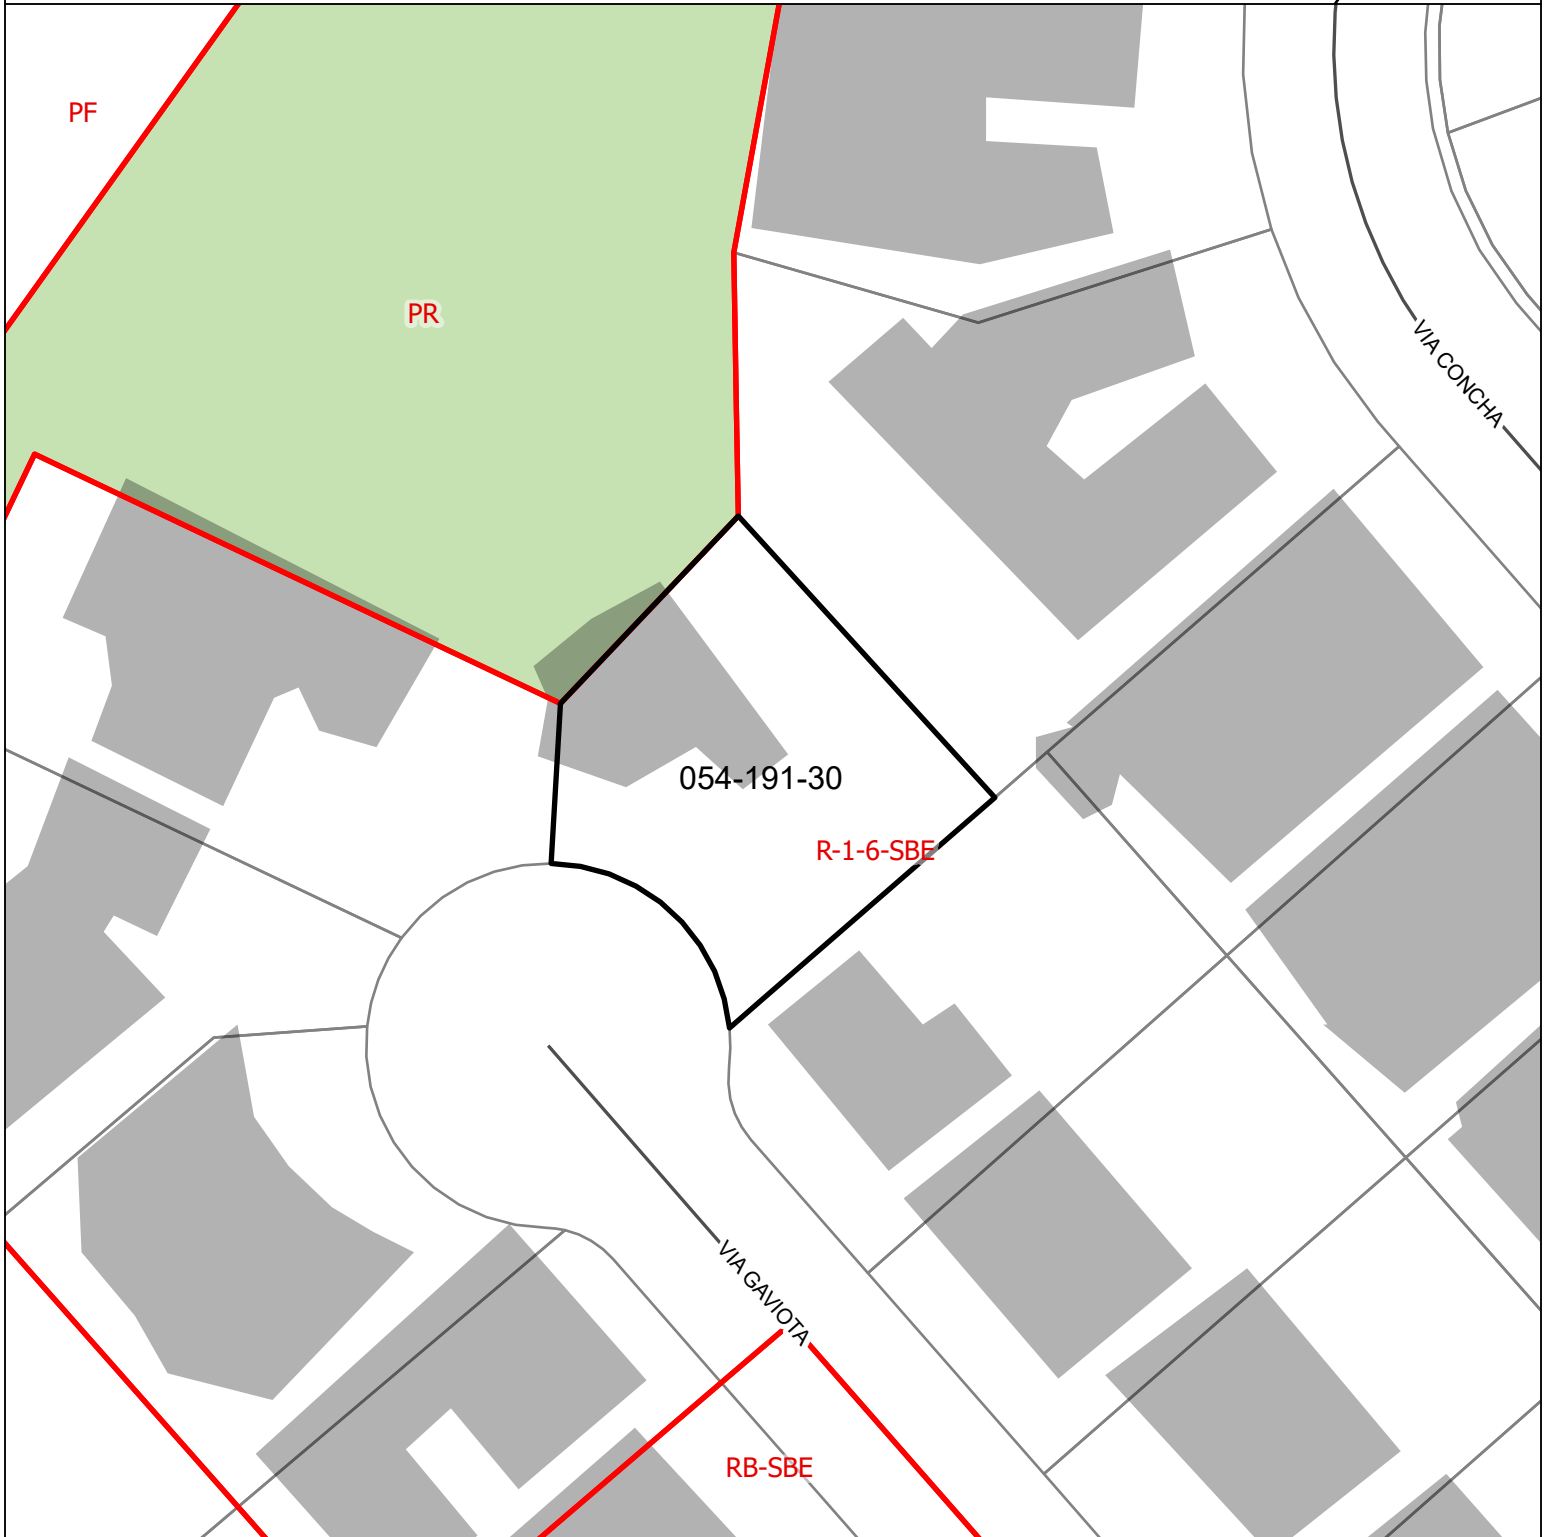 PF
PR
VIA CONCHA
054-191-30
R-1-6-SBE
VIA GAVIOTA
RB-SBE